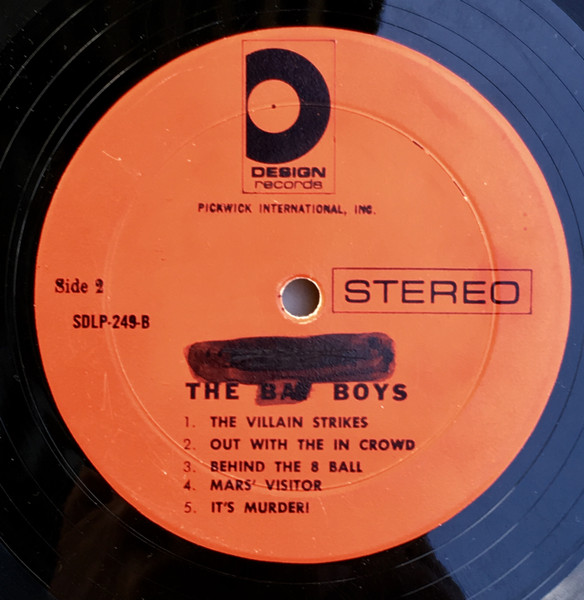 DESIGN
records
PICKWICK INTERNATIONAL, INC.
Side 2
STEREO
SDLP-249-B
THE BOYS
1. THE VILLAIN STRIKES
2. OUT WITH THE IN CROWD
3. BEHIND THE 8 BALL
4. MARS' VISITOR
5. IT'S MURDER!